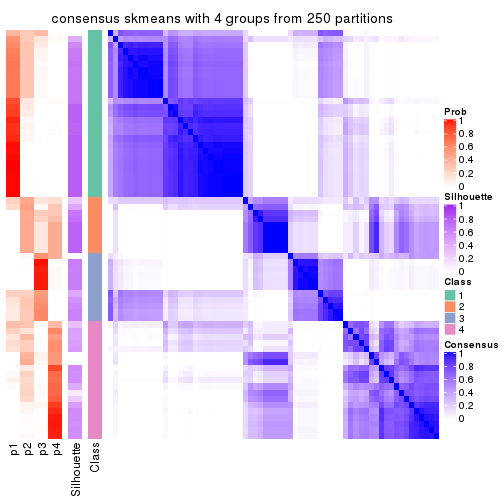 consensus skmeans with 4 groups from 250 partitions
Prob
1
0.8
0.6
0.4
0.2
0
Silhouette
1
0.8
0.6
0.4
0.2
0
Class
1
2
3
4
Consensus
1
0.8
0.6
0.4
0.2
0
p1
p2
p3
p4
Silhouette
Class